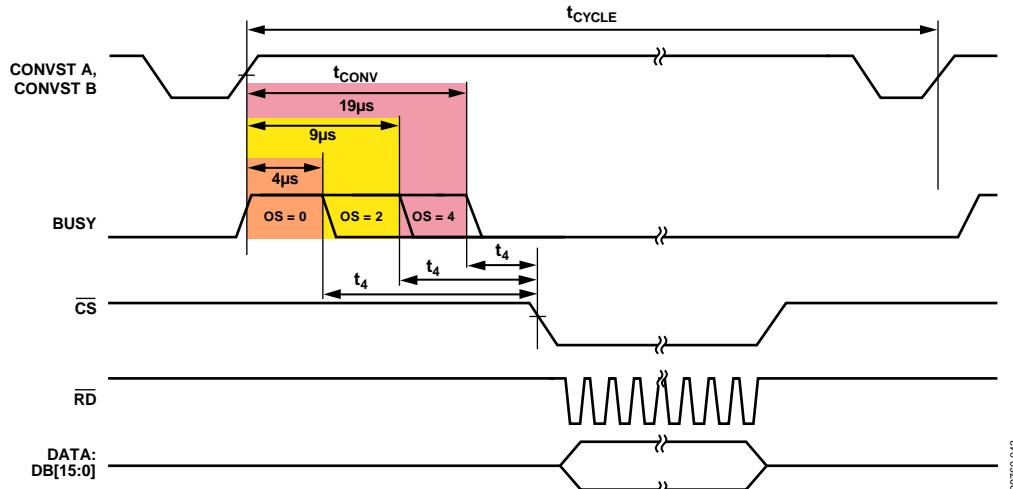 tCYCLE
CONVST A,
CONVST B
tCONV
19µs
9µs
4µs
BUSY
OS = 0
OS = 2
OS = 4
t4
t4
t4
CS
RD
DATA:
DB[15:0]